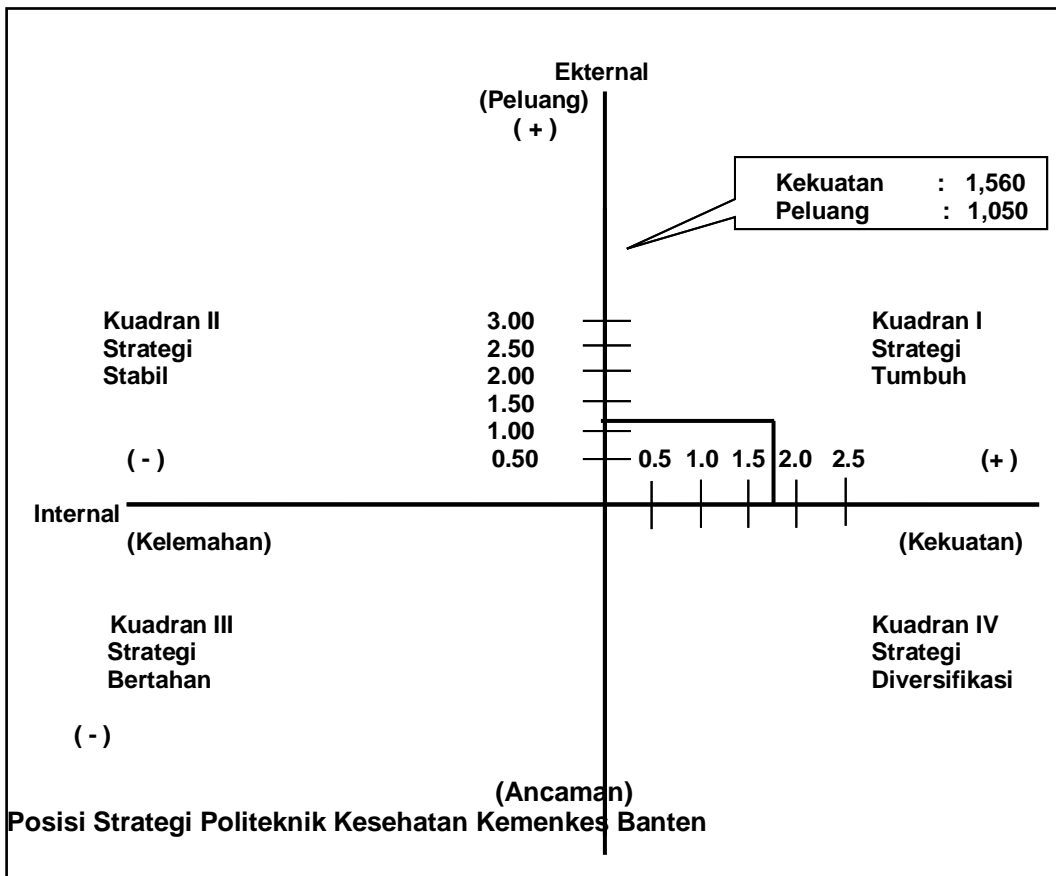 Ekternal
(Peluang)
( + )
Kekuatan : 1,560
Peluang : 1,050
Kuadran II
Strategi
Stabil
3.00
2.50
2.00
1.50
1.00
0.50
Kuadran I
Strategi
Tumbuh
( - )
0.5 1.0 1.5 2.0 2.5
(+ )
Internal
(Kelemahan)
(Kekuatan)
Kuadran III
Strategi
Bertahan
Kuadran IV
Strategi
Diversifikasi
( - )
(Ancaman)
Posisi Strategi Politeknik Kesehatan Kemenkes Banten